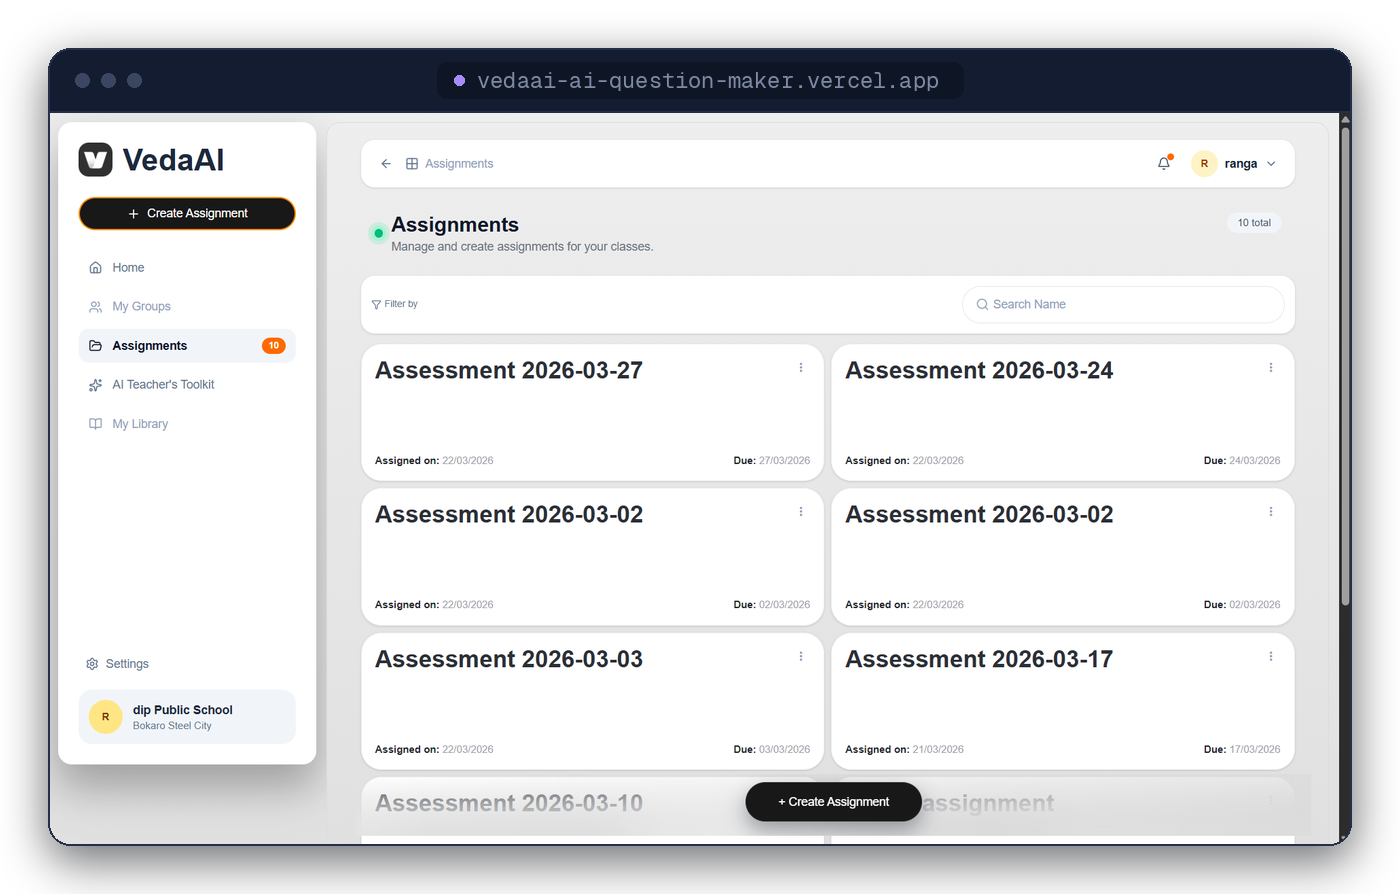 vedaai-ai-question-maker.vercel.app
VedaAI
+ Create Assignment
Home
My Groups
Assignments 10
AI Teacher's Toolkit
My Library
Settings
R
dip Public School
Bokaro Steel City
Assignments
R ranga
Assignments
Manage and create assignments for your classes.
10 total
Filter by
Search Name
Assessment 2026-03-27
Assigned on: 22/03/2026 Due: 27/03/2026
Assessment 2026-03-24
Assigned on: 22/03/2026 Due: 24/03/2026
Assessment 2026-03-02
Assigned on: 22/03/2026 Due: 02/03/2026
Assessment 2026-03-02
Assigned on: 22/03/2026 Due: 02/03/2026
Assessment 2026-03-03
Assigned on: 22/03/2026 Due: 03/03/2026
Assessment 2026-03-17
Assigned on: 21/03/2026 Due: 17/03/2026
Assessment 2026-03-10
assignment
+ Create Assignment